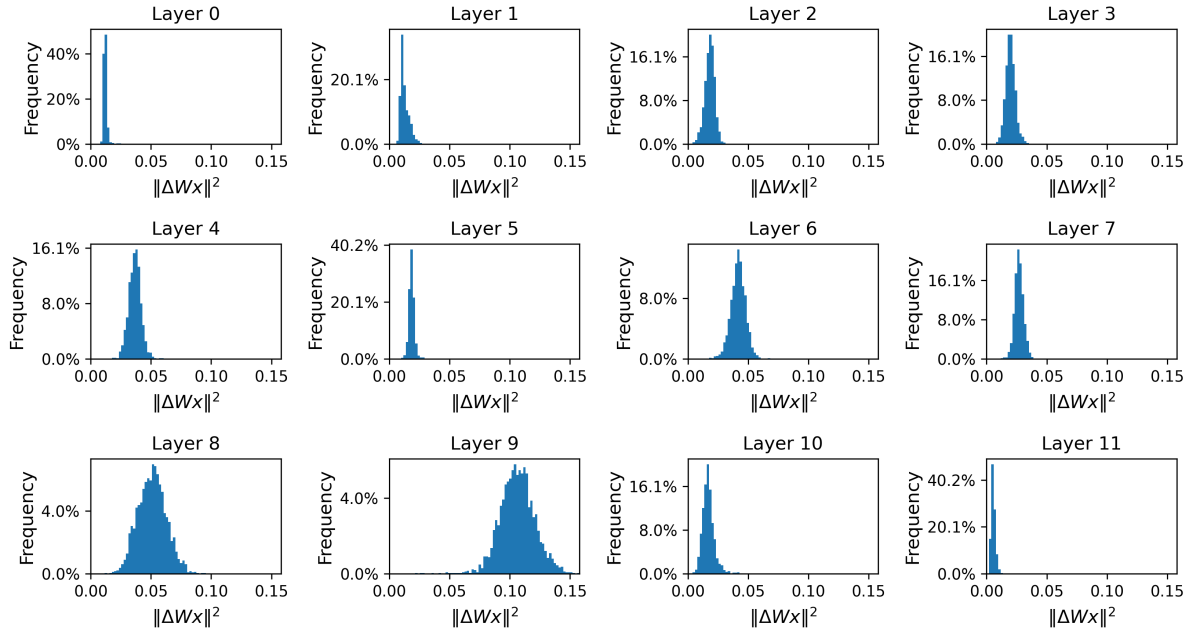 Layer 0
Frequency
40%
20%
0%
0.00 0.05 0.10 0.15
‖ΔWx‖²
Layer 1
Frequency
20.1%
0.0%
0.00 0.05 0.10 0.15
‖ΔWx‖²
Layer 2
Frequency
16.1%
8.0%
0.0%
0.00 0.05 0.10 0.15
‖ΔWx‖²
Layer 3
Frequency
16.1%
8.0%
0.0%
0.00 0.05 0.10 0.15
‖ΔWx‖²
Layer 4
Frequency
16.1%
8.0%
0.0%
0.00 0.05 0.10 0.15
‖ΔWx‖²
Layer 5
Frequency
40.2%
20.1%
0.0%
0.00 0.05 0.10 0.15
‖ΔWx‖²
Layer 6
Frequency
8.0%
0.0%
0.00 0.05 0.10 0.15
‖ΔWx‖²
Layer 7
Frequency
16.1%
8.0%
0.0%
0.00 0.05 0.10 0.15
‖ΔWx‖²
Layer 8
Frequency
4.0%
0.0%
0.00 0.05 0.10 0.15
‖ΔWx‖²
Layer 9
Frequency
4.0%
0.0%
0.00 0.05 0.10 0.15
‖ΔWx‖²
Layer 10
Frequency
16.1%
8.0%
0.0%
0.00 0.05 0.10 0.15
‖ΔWx‖²
Layer 11
Frequency
40.2%
20.1%
0.0%
0.00 0.05 0.10 0.15
‖ΔWx‖²